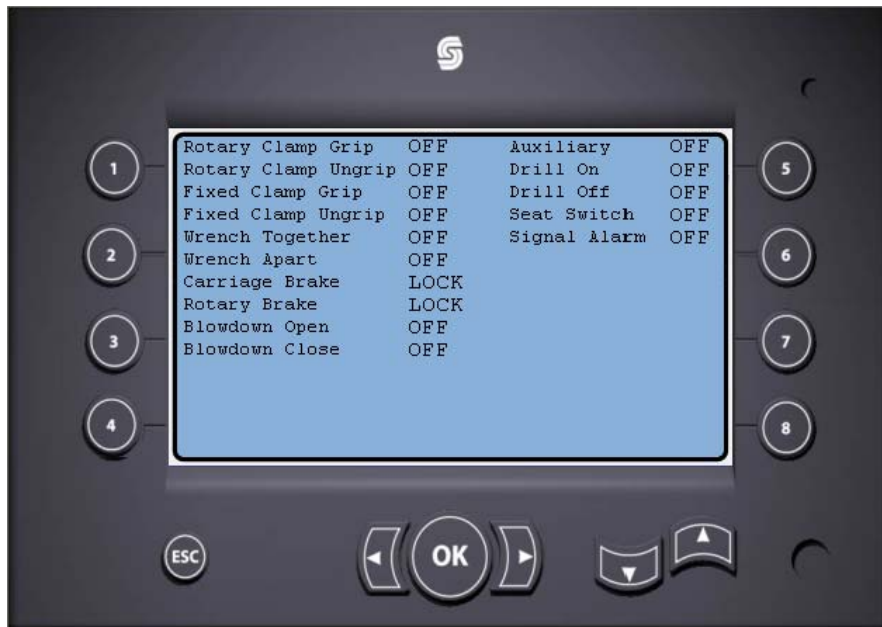 Rotary Clamp Grip OFF
Rotary Clamp Ungrip OFF
Fixed Clamp Grip OFF
Fixed Clamp Ungrip OFF
Wrench Together OFF
Wrench Apart OFF
Carriage Brake LOCK
Rotary Brake LOCK
Blowdown Open OFF
Blowdown Close OFF
Auxiliary OFF
Drill On OFF
Drill Off OFF
Seat Switch OFF
Signal Alarm OFF
1
2
3
4
5
6
7
8
ESC
OK